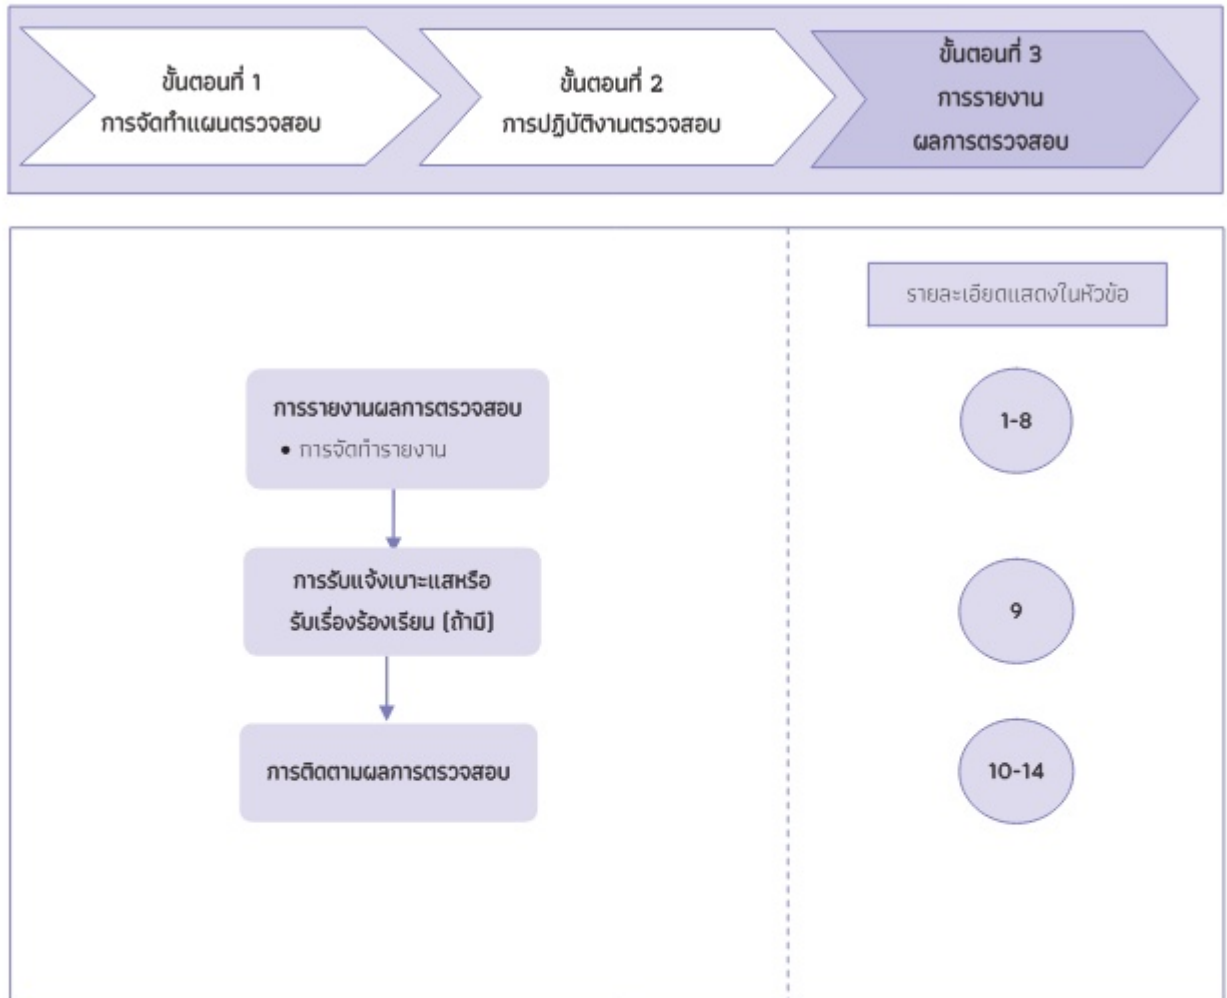 ขั้นตอนที่ 1
การจัดทำแผนตรวจสอบ
ขั้นตอนที่ 2
การปฏิบัติงานตรวจสอบ
ขั้นตอนที่ 3
การรายงาน
ผลการตรวจสอบ
รายละเอียดแสดงในหัวข้อ
การรายงานผลการตรวจสอบ
• การจัดทำรายงาน
1-8
การรับแจ้งเบาะแสหรือ
รับเรื่องร้องเรียน (ถ้ามี)
9
การติดตามผลการตรวจสอบ
10-14